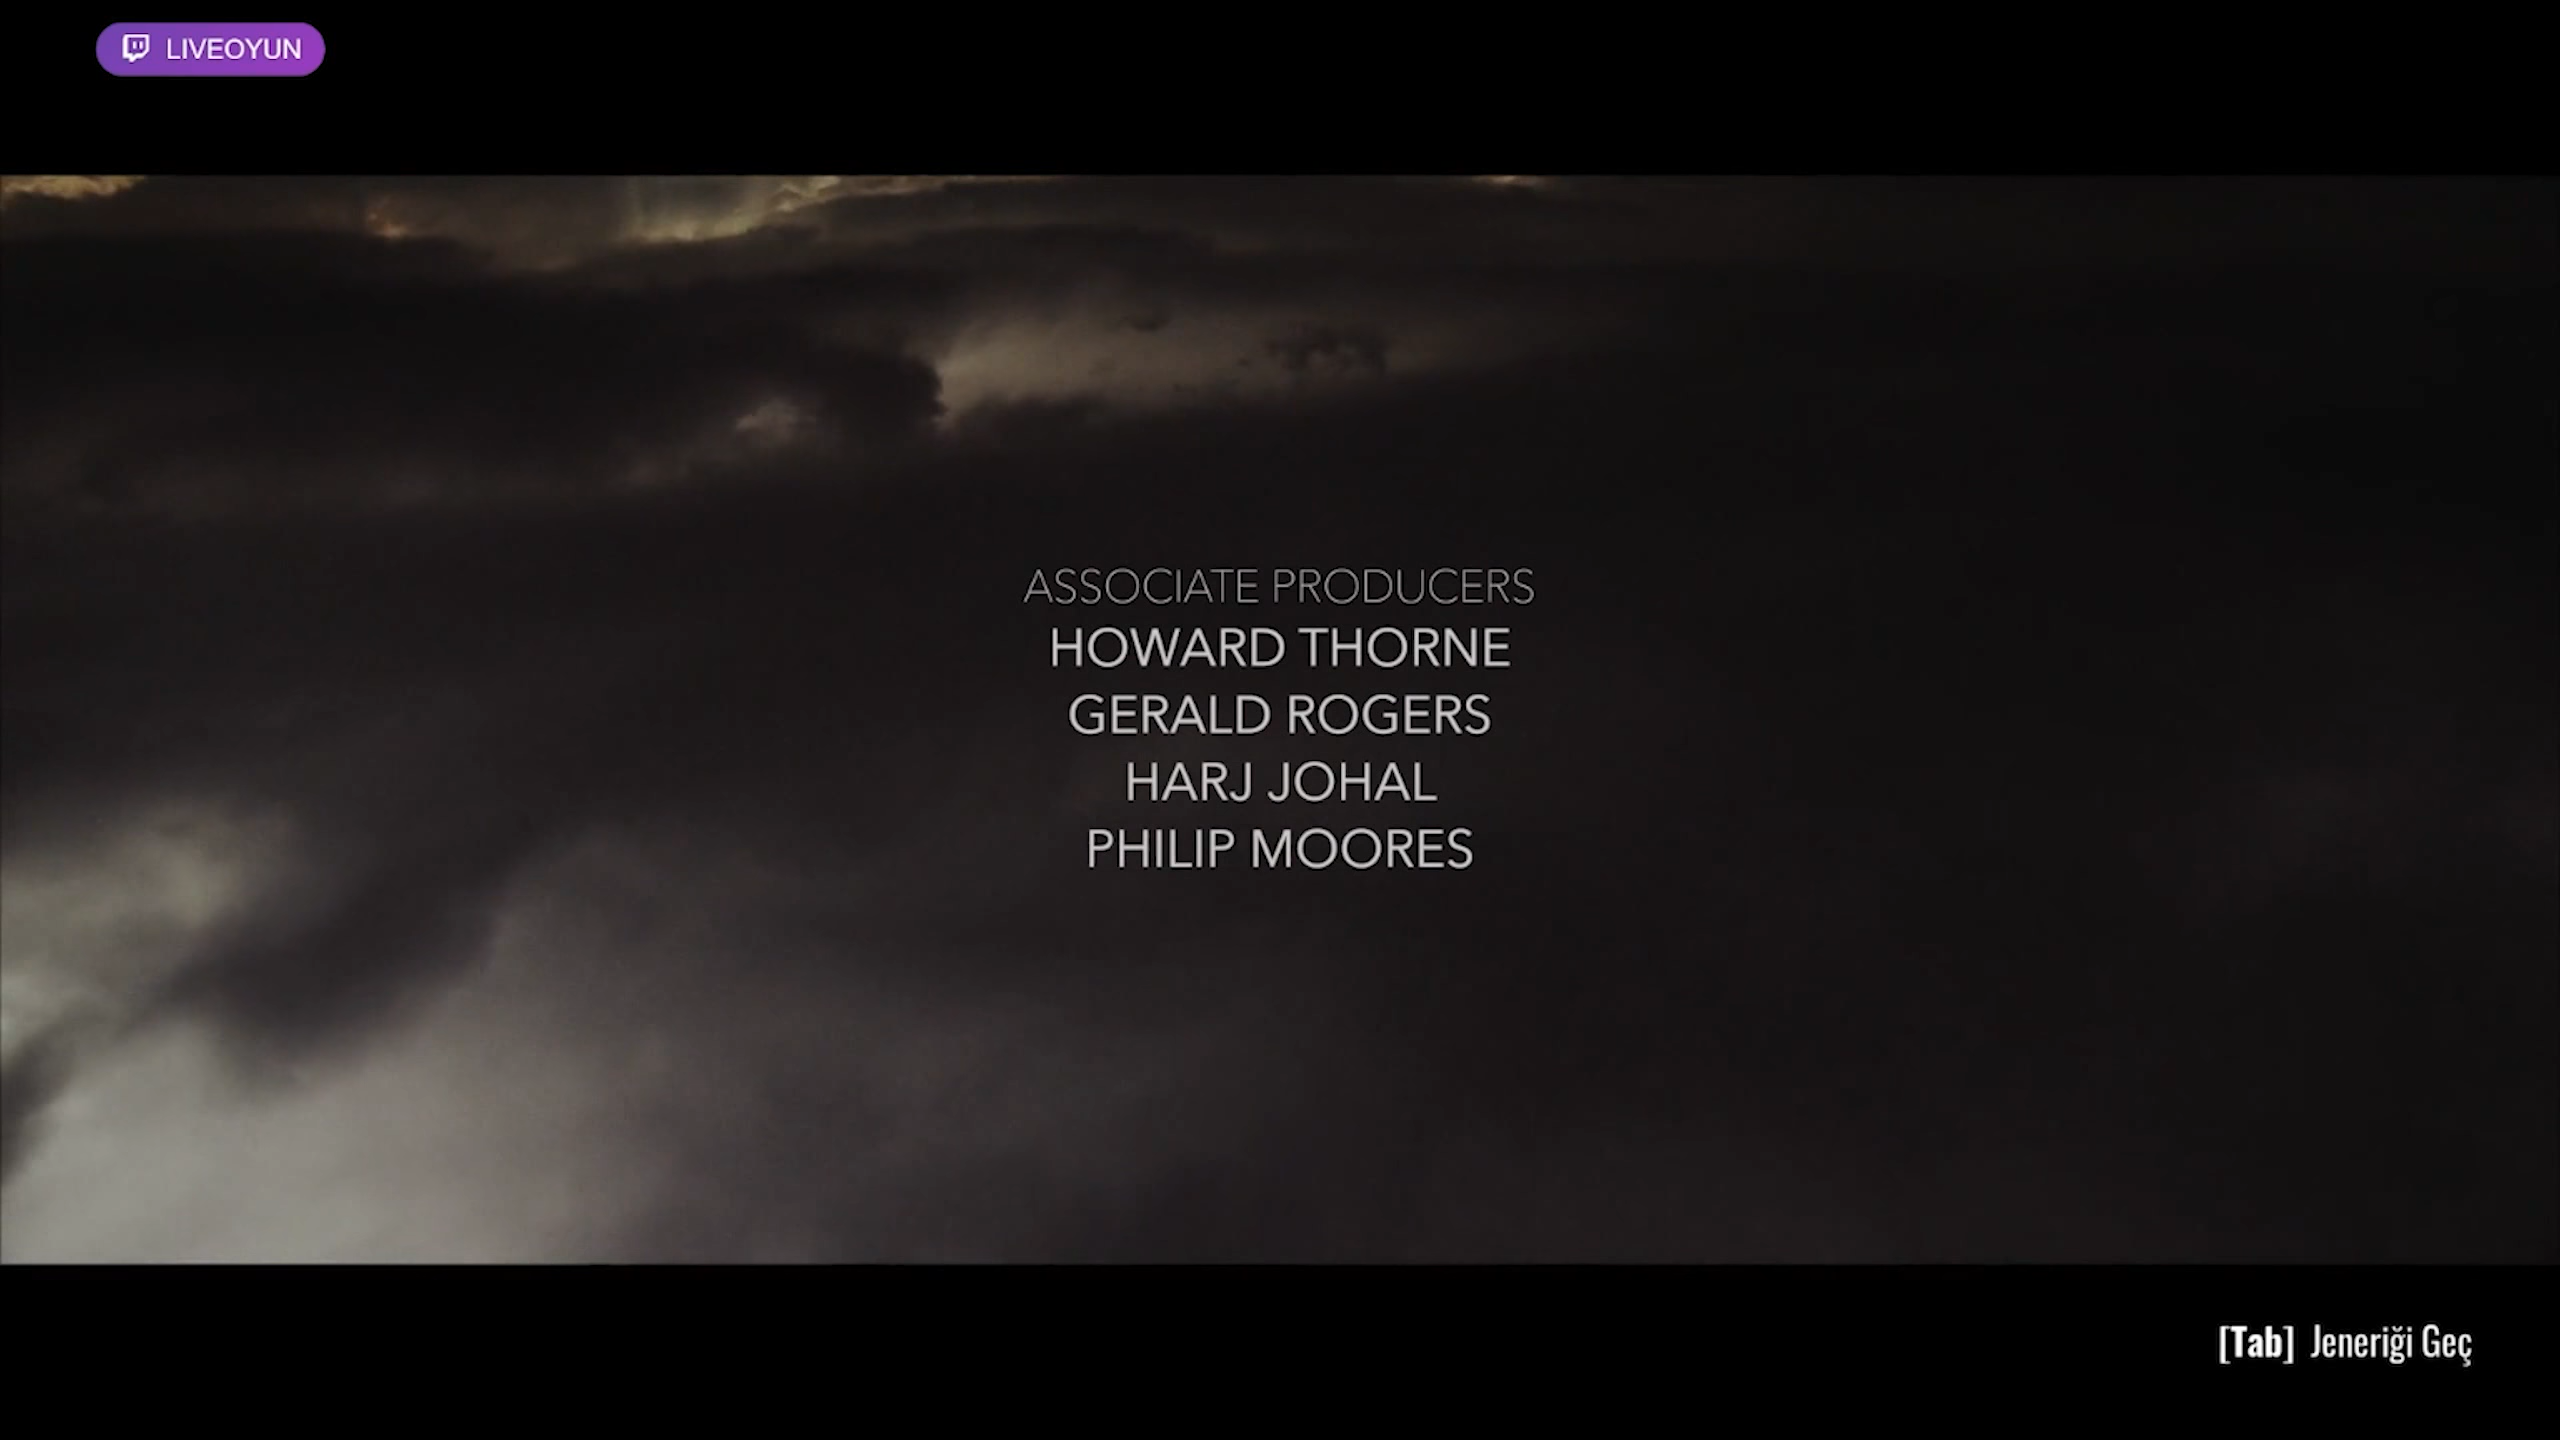 LIVEOYUN
ASSOCIATE PRODUCERS
HOWARD THORNE
GERALD ROGERS
HARJ JOHAL
PHILIP MOORES
[Tab] Jeneriği Geç